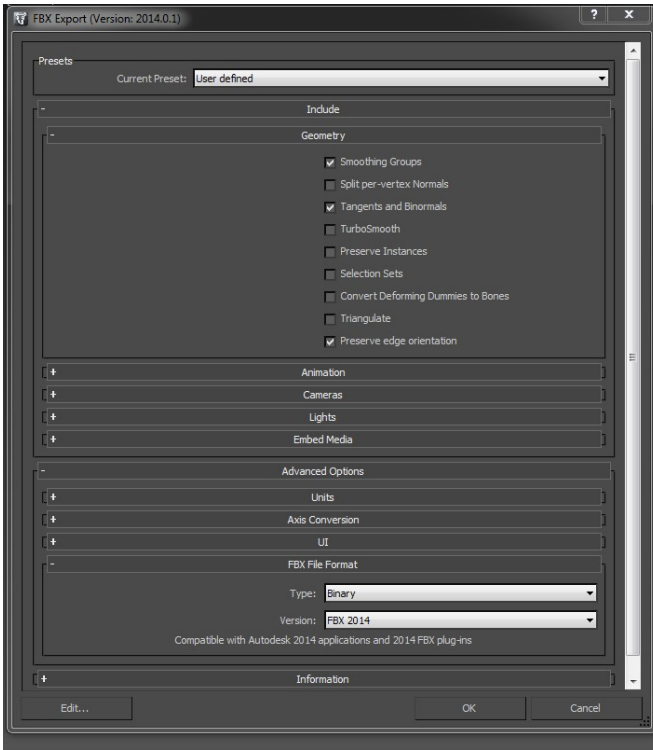 FBX Export (Version: 2014.0.1)
? x
Presets
Current Preset: User defined
- Include
- Geometry
Smoothing Groups
Split per-vertex Normals
Tangents and Binormals
TurboSmooth
Preserve Instances
Selection Sets
Convert Deforming Dummies to Bones
Triangulate
Preserve edge orientation
+ Animation
+ Cameras
+ Lights
+ Embed Media
- Advanced Options
+ Units
+ Axis Conversion
+ UI
- FBX File Format
Type: Binary
Version: FBX 2014
Compatible with Autodesk 2014 applications and 2014 FBX plug-ins
+ Information
Edit... OK Cancel